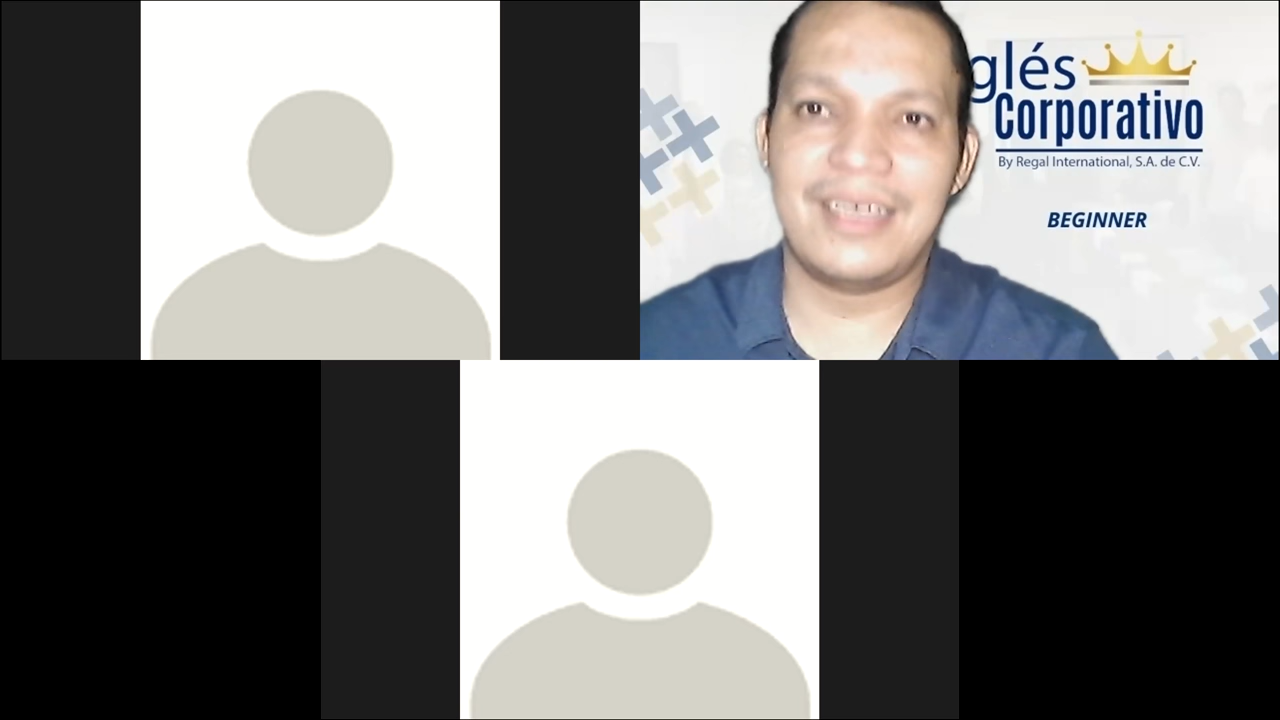 glés
Corporativo
By Regal International, S.A. de C.V.
BEGINNER